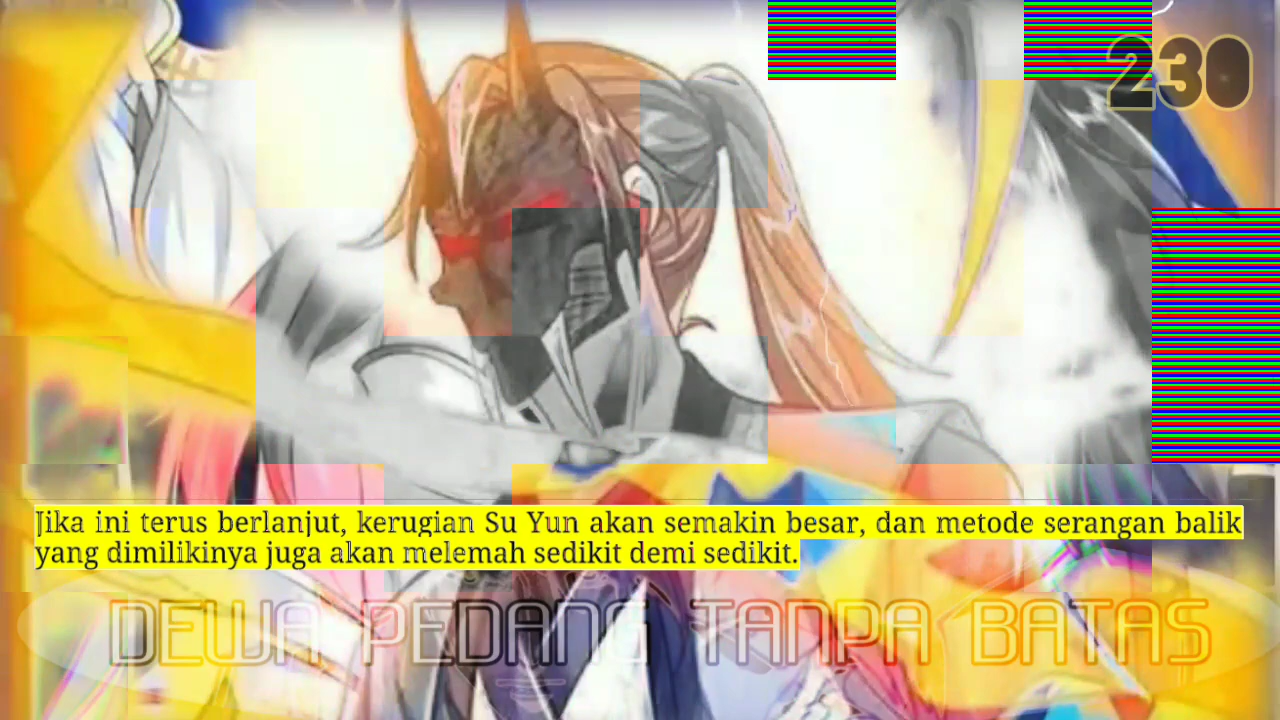 230
Jika ini terus berlanjut, kerugian Su Yun akan semakin besar, dan metode serangan balik
yang dimilikinya juga akan melemah sedikit demi sedikit.
DEWA PEDANG TANPA BATAS